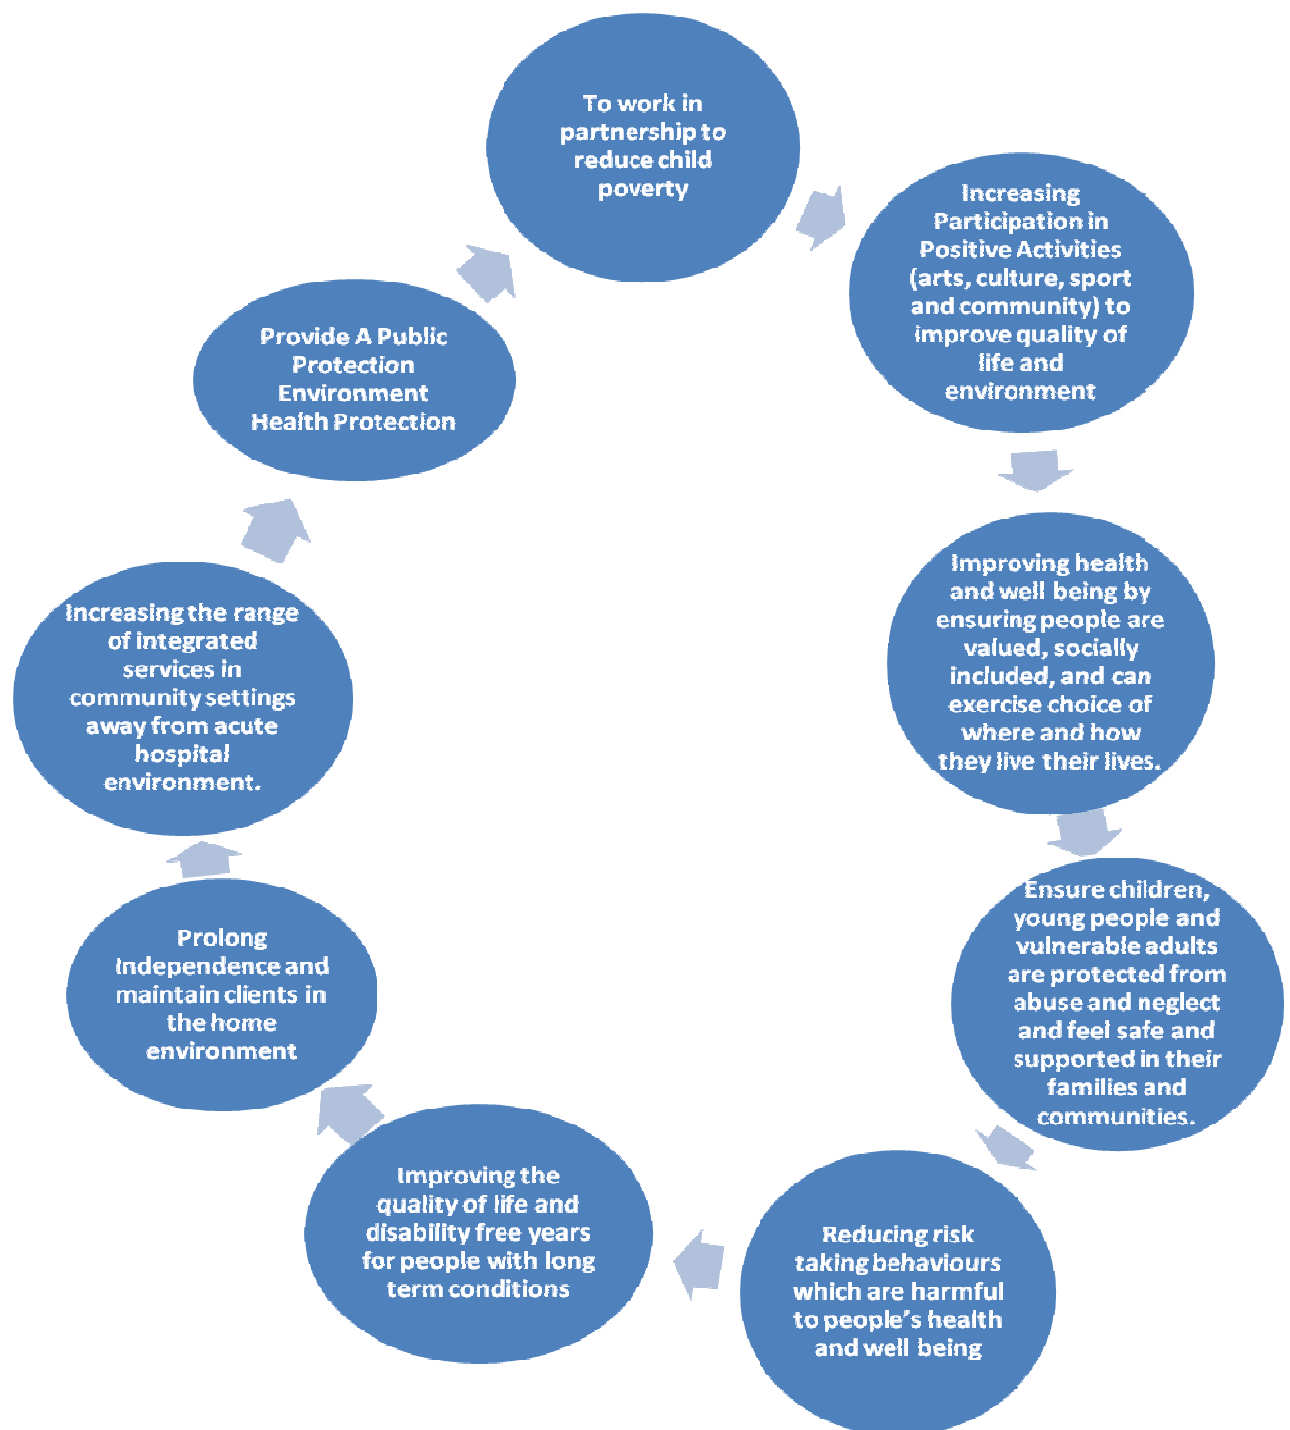 To work in
partnership to
reduce child
poverty
Increasing
Participation in
Positive Activities
(arts, culture, sport
and community) to
improve quality of
life and
environment
Improving health
and well being by
ensuring people are
valued, socially
included, and can
exercise choice of
where and how
they live their lives.
Ensure children,
young people and
vulnerable adults
are protected from
abuse and neglect
and feel safe and
supported in their
families and
communities.
Reducing risk
taking behaviours
which are harmful
to people’s health
and well being
Improving the
quality of life and
disability free years
for people with long
term conditions
Prolong
Independence and
maintain clients in
the home
environment
Increasing the range
of integrated
services in
community settings
away from acute
hospital
environment.
Provide A Public
Protection
Environment
Health Protection